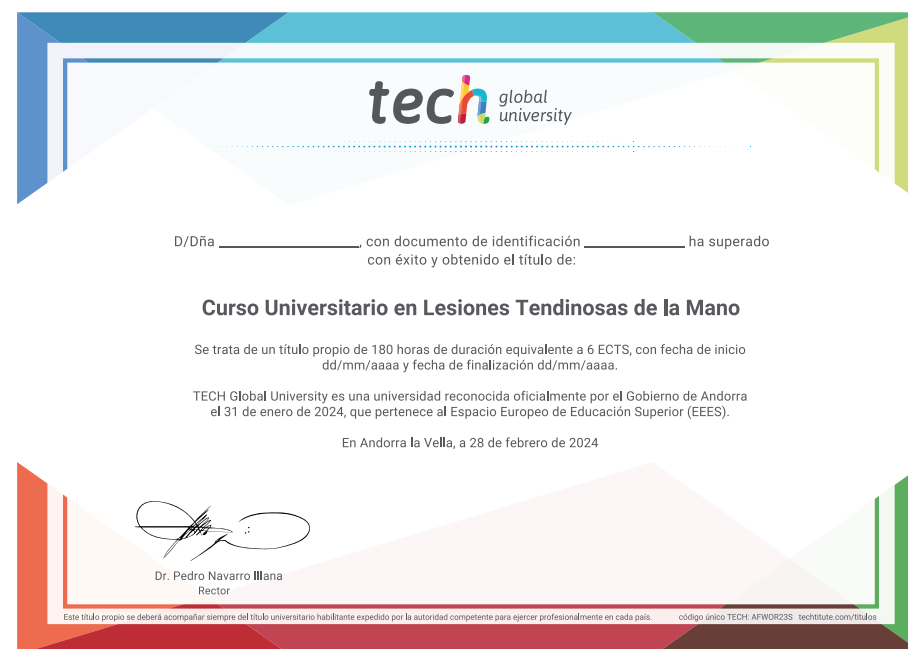 tech global university
D/Dña ____________________, con documento de identificación ______________ ha superado
con éxito y obtenido el título de:
Curso Universitario en Lesiones Tendinosas de la Mano
Se trata de un título propio de 180 horas de duración equivalente a 6 ECTS, con fecha de inicio
dd/mm/aaaa y fecha de finalización dd/mm/aaaa.
TECH Global University es una universidad reconocida oficialmente por el Gobierno de Andorra
el 31 de enero de 2024, que pertenece al Espacio Europeo de Educación Superior (EEES).
En Andorra la Vella, a 28 de febrero de 2024
Dr. Pedro Navarro Illana
Rector
Este título propio se deberá acompañar siempre del título universitario habilitante expedido por la autoridad competente para ejercer profesionalmente en cada país. código único TECH: AFWOR23S techtitute.com/titulos